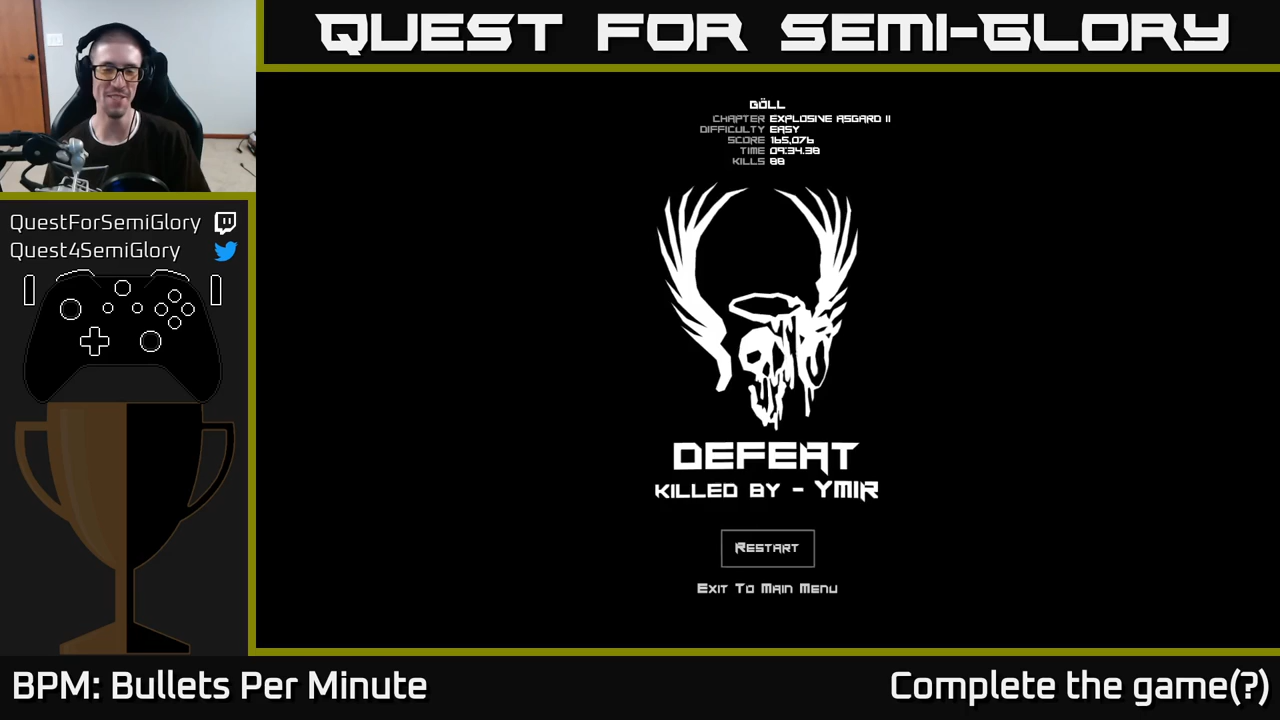 QUEST FOR SEMI-GLORY
GÖLL
CHAPTER EXPLOSIVE ASGARD II
DIFFICULTY EASY
SCORE 165,076
TIME 09:34.38
KILLS 88
QuestForSemiGlory
Quest4SemiGlory
DEFEAT
KILLED BY - YMIR
RESTART
EXIT TO MAIN MENU
BPM: Bullets Per Minute
Complete the game(?)